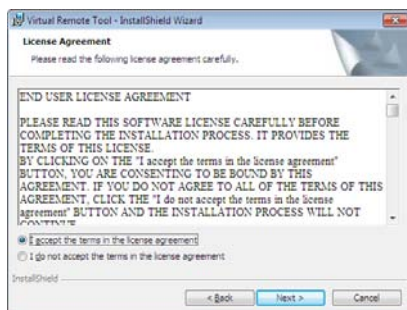 Virtual Remote Tool - InstallShield Wizard
License Agreement
Please read the following license agreement carefully.
END USER LICENSE AGREEMENT
PLEASE READ THIS SOFTWARE LICENSE CAREFULLY BEFORE
COMPLETING THE INSTALLATION PROCESS. IT PROVIDES THE
TERMS OF THIS LICENSE.
BY CLICKING ON THE "I accept the terms in the license agreement"
BUTTON, YOU ARE CONSENTING TO BE BOUND BY THIS
AGREEMENT. IF YOU DO NOT AGREE TO ALL OF THE TERMS OF THIS
AGREEMENT, CLICK THE "I do not accept the terms in the license
agreement" BUTTON AND THE INSTALLATION PROCESS WILL NOT
CONTINUE
I accept the terms in the license agreement
I do not accept the terms in the license agreement
InstallShield
< Back
Next >
Cancel